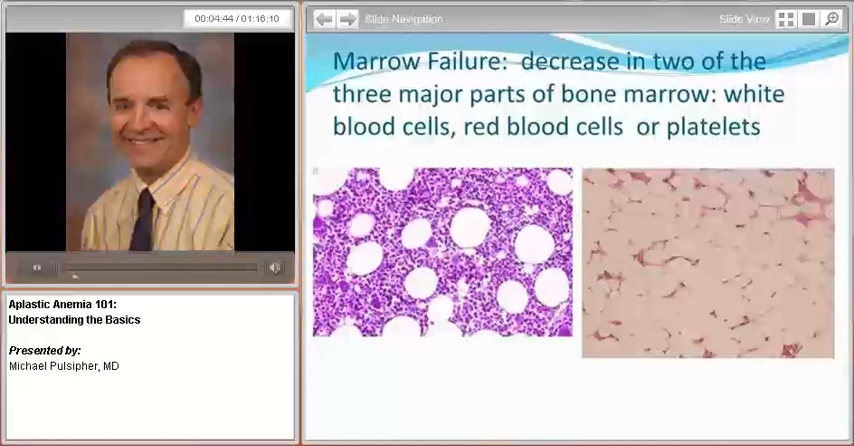 00:04:44 / 01:16:10
Slide Navigation
Slide View
Marrow Failure: decrease in two of the
three major parts of bone marrow: white
blood cells, red blood cells or platelets
Aplastic Anemia 101:
Understanding the Basics
Presented by:
Michael Pulsipher, MD